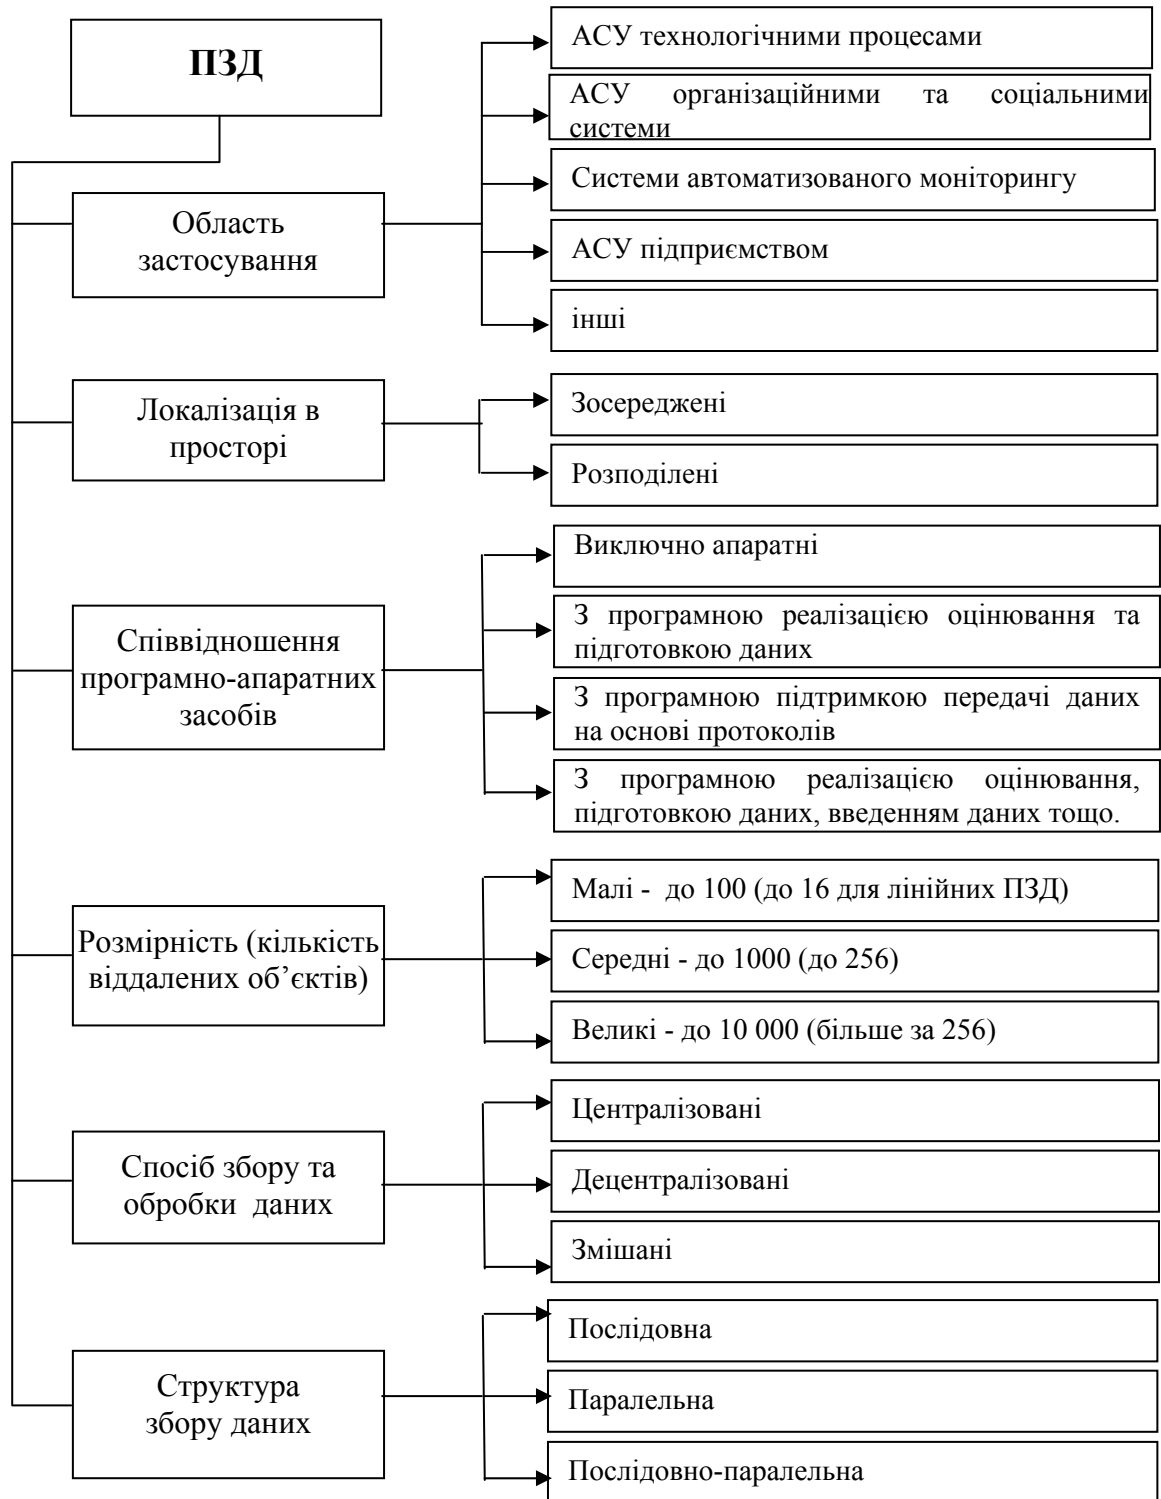 ПЗД
АСУ технологічними процесами
АСУ організаційними та соціальними
системи
Системи автоматизованого моніторингу
Область
застосування
АСУ підприємством
інші
Локалізація в
просторі
Зосереджені
Розподілені
Співвідношення
програмно-апаратних
засобів
Виключно апаратні
З програмною реалізацією оцінювання та
підготовкою даних
З програмною підтримкою передачі даних
на основі протоколів
З програмною реалізацією оцінювання,
підготовкою даних, введенням даних тощо.
Розмірність (кількість
віддалених об’єктів)
Малі - до 100 (до 16 для лінійних ПЗД)
Середні - до 1000 (до 256)
Великі - до 10 000 (більше за 256)
Спосіб збору та
обробки даних
Централізовані
Децентралізовані
Змішані
Структура
збору даних
Послідовна
Паралельна
Послідовно-паралельна